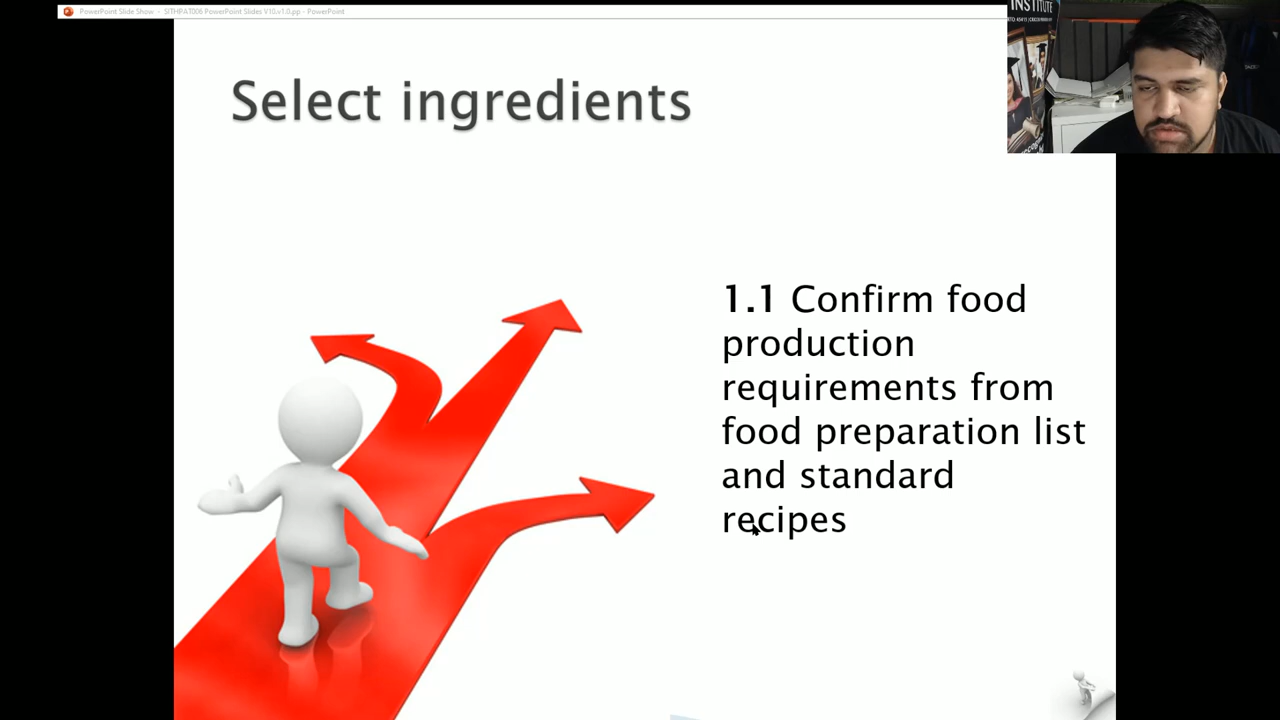 PowerPoint Slide Show - SITHPAT006 PowerPoint Slides V10.v1.0.pp - PowerPoint
INSTITUTE
Select ingredients
1.1 Confirm food
production
requirements from
food preparation list
and standard
recipes